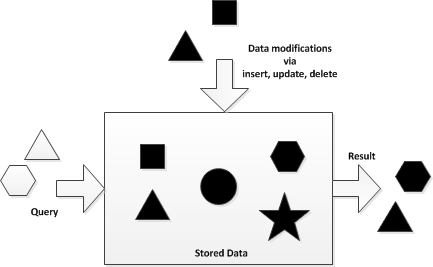 Data modifications
via
insert, update, delete
Query
Result
Stored Data